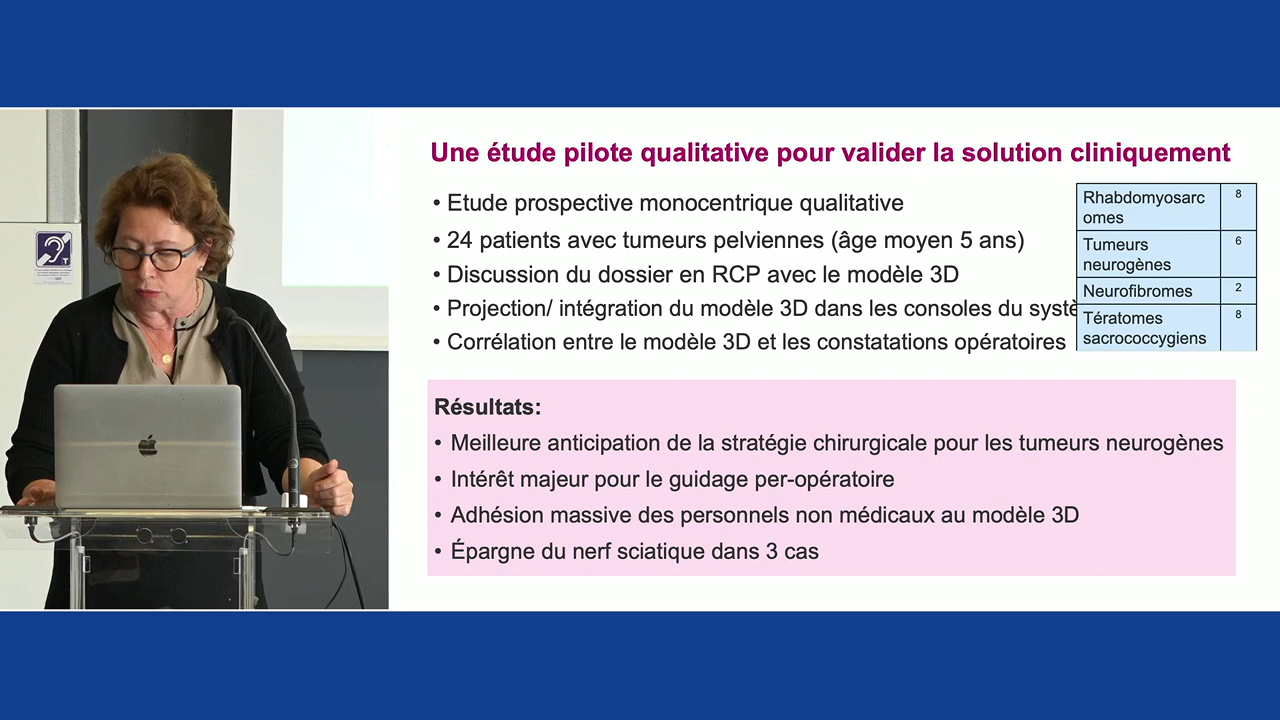 Une étude pilote qualitative pour valider la solution cliniquement
• Etude prospective monocentrique qualitative
• 24 patients avec tumeurs pelviennes (âge moyen 5 ans)
• Discussion du dossier en RCP avec le modèle 3D
• Projection/ intégration du modèle 3D dans les consoles du systè
• Corrélation entre le modèle 3D et les constatations opératoires
Rhabdomyosarc 8
omes
Tumeurs 6
neurogènes
Neurofibromes 2
Tératomes 8
sacrococcygiens
Résultats:
• Meilleure anticipation de la stratégie chirurgicale pour les tumeurs neurogènes
• Intérêt majeur pour le guidage per-opératoire
• Adhésion massive des personnels non médicaux au modèle 3D
• Épargne du nerf sciatique dans 3 cas
T